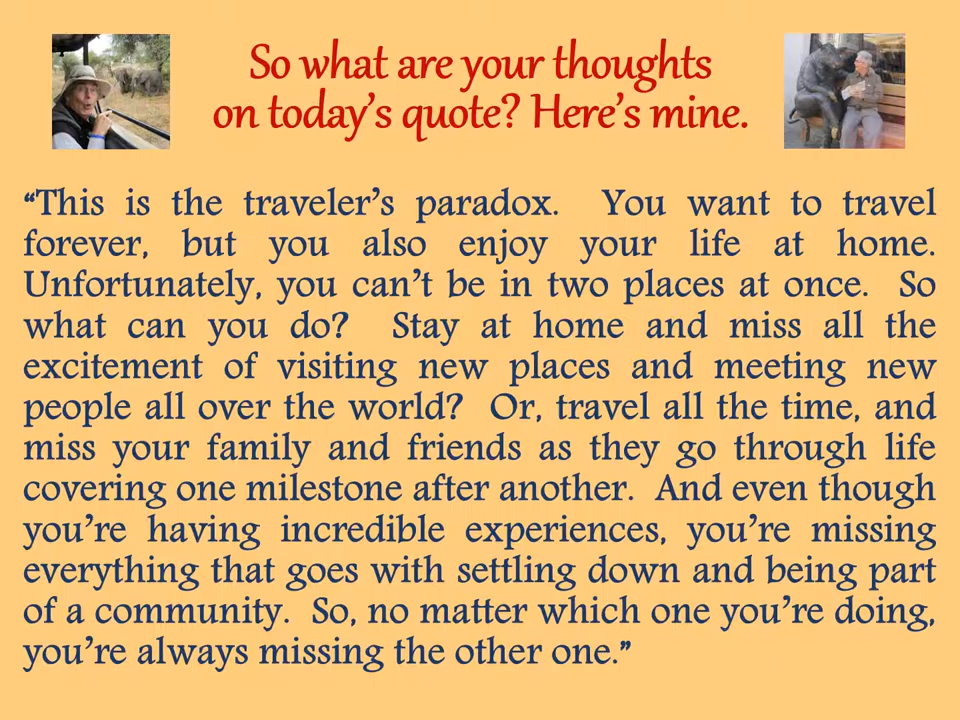 So what are your thoughts
on today's quote? Here's mine.
“This is the traveler’s paradox.  You want to travel
forever, but you also enjoy your life at home.
Unfortunately, you can’t be in two places at once.  So
what can you do?  Stay at home and miss all the
excitement of visiting new places and meeting new
people all over the world?  Or, travel all the time, and
miss your family and friends as they go through life
covering one milestone after another.  And even though
you’re having incredible experiences, you’re missing
everything that goes with settling down and being part
of a community.  So, no matter which one you’re doing,
you’re always missing the other one.”